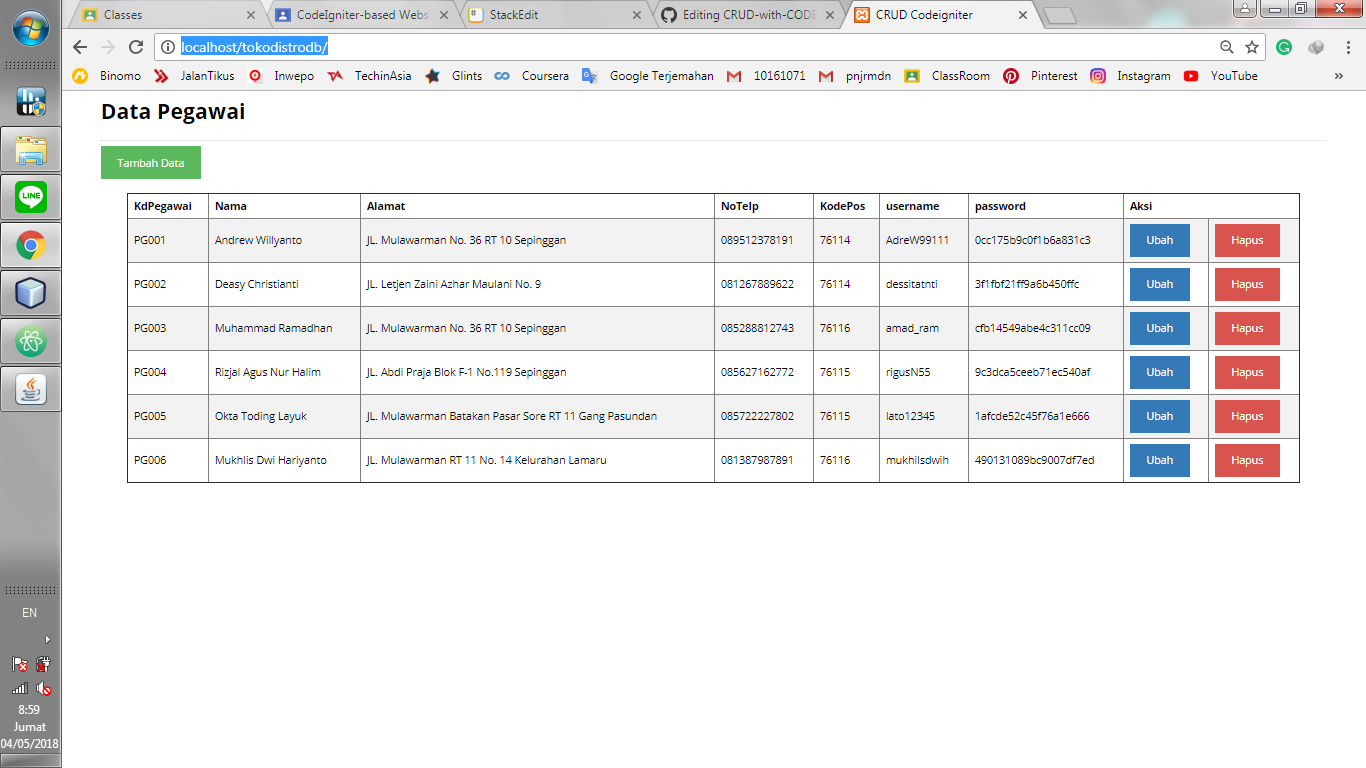 Classes
CodeIgniter-based Webs
StackEdit
Editing CRUD-with-CODE
CRUD Codeigniter
localhost/tokodistrodb/
Binomo JalanTikus Inwepo TechinAsia Glints Coursera Google Terjemahan 10161071 pnjrmdn ClassRoom Pinterest Instagram YouTube »
Data Pegawai
Tambah Data
KdPegawai Nama Alamat NoTelp KodePos username password Aksi
PG001 Andrew Willyanto JL. Mulawarman No. 36 RT 10 Sepinggan 089512378191 76114 AdreW99111 0cc175b9c0f1b6a831c3 Ubah Hapus
PG002 Deasy Christianti JL. Letjen Zaini Azhar Maulani No. 9 081267889622 76114 dessitatnti 3f1fbf21ff9a6b450ffc Ubah Hapus
PG003 Muhammad Ramadhan JL. Mulawarman No. 36 RT 10 Sepinggan 085288812743 76116 amad_ram cfb14549abe4c311cc09 Ubah Hapus
PG004 Rizjal Agus Nur Halim JL. Abdi Praja Blok F-1 No.119 Sepinggan 085627162772 76115 rigusN55 9c3dca5ceeb71ec540af Ubah Hapus
PG005 Okta Toding Layuk JL. Mulawarman Batakan Pasar Sore RT 11 Gang Pasundan 085722227802 76115 lato12345 1afcde52c45f76a1e666 Ubah Hapus
PG006 Mukhlis Dwi Hariyanto JL. Mulawarman RT 11 No. 14 Kelurahan Lamaru 081387987891 76116 mukhilsdwih 490131089bc9007df7ed Ubah Hapus
LINE
EN
8:59
Jumat
04/05/2018